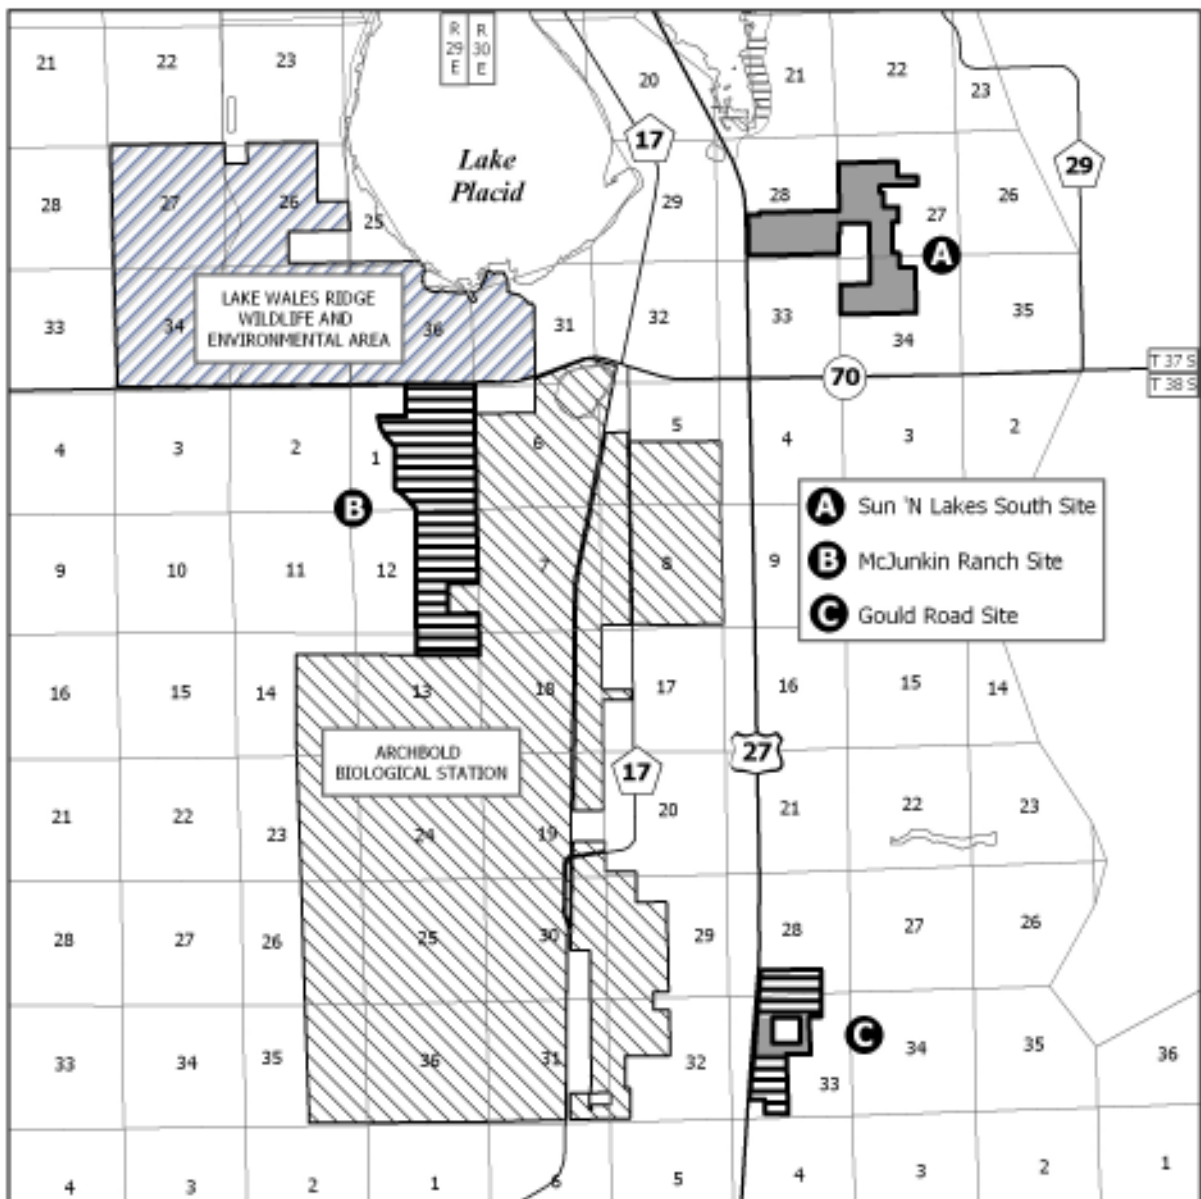 R R
29 30
E E
21 22 23 20 21 22 23
17
29
Lake
Placid
28 27 26 25 29 28 27 26
A
LAKE WALES RIDGE
WILDLIFE AND
ENVIRONMENTAL AREA
33 34 36 31 32 33 34 35
T 37 S
70
T 38 S
4 3 2 1 6 5 4 3 2
B
A Sun 'N Lakes South Site
B McJunkin Ranch Site
C Gould Road Site
9 10 11 12 7 8 9
16 15 14 13 18 17 16 15 14
27
17
ARCHBOLD
BIOLOGICAL STATION
21 22 23 24 19 20 21 22 23
28 27 26 25 30 29 28 27 26
C
33 34 35 36 31 32 33 34 35 36
4 3 2 1 6 5 4 3 2 1